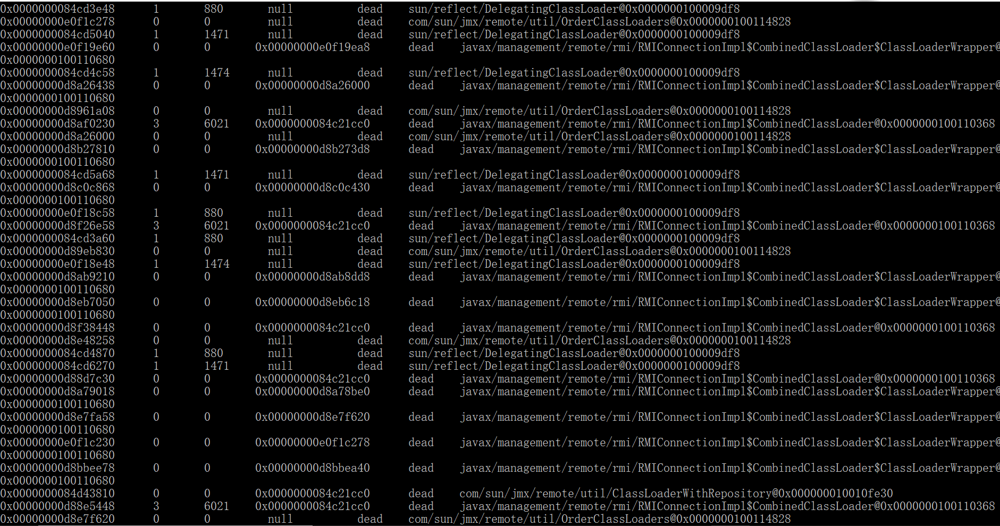 0x0000000084cd3e48 1 880 null dead sun/reflect/DelegatingClassLoader@0x0000000100009df8
0x00000000e0f1c278 0 0 null dead com/sun/jmx/remote/util/OrderClassLoaders@0x0000000100114828
0x0000000084cd5040 1 1471 null dead sun/reflect/DelegatingClassLoader@0x0000000100009df8
0x00000000e0f19e60 0 0 0x00000000e0f19ea8 dead javax/management/remote/rmi/RMIConnectionImpl$CombinedClassLoader$ClassLoaderWrapper@
0x0000000100110680
0x0000000084cd4c58 1 1474 null dead sun/reflect/DelegatingClassLoader@0x0000000100009df8
0x00000000d8a26438 0 0 0x00000000d8a26000 dead javax/management/remote/rmi/RMIConnectionImpl$CombinedClassLoader$ClassLoaderWrapper@
0x0000000100110680
0x00000000d8961a08 0 0 null dead com/sun/jmx/remote/util/OrderClassLoaders@0x0000000100114828
0x00000000d8af0230 3 6021 0x0000000084c21cc0 dead javax/management/remote/rmi/RMIConnectionImpl$CombinedClassLoader@0x0000000100110368
0x00000000d8a26000 0 0 null dead com/sun/jmx/remote/util/OrderClassLoaders@0x0000000100114828
0x00000000d8b27810 0 0 0x00000000d8b273d8 dead javax/management/remote/rmi/RMIConnectionImpl$CombinedClassLoader$ClassLoaderWrapper@
0x0000000100110680
0x0000000084cd5a68 1 1471 null dead sun/reflect/DelegatingClassLoader@0x0000000100009df8
0x00000000d8c0c868 0 0 0x00000000d8c0c430 dead javax/management/remote/rmi/RMIConnectionImpl$CombinedClassLoader$ClassLoaderWrapper@
0x0000000100110680
0x00000000e0f18c58 1 880 null dead sun/reflect/DelegatingClassLoader@0x0000000100009df8
0x00000000d8f26e58 3 6021 0x0000000084c21cc0 dead javax/management/remote/rmi/RMIConnectionImpl$CombinedClassLoader@0x0000000100110368
0x0000000084cd3a60 1 880 null dead sun/reflect/DelegatingClassLoader@0x0000000100009df8
0x00000000d89eb830 0 0 null dead com/sun/jmx/remote/util/OrderClassLoaders@0x0000000100114828
0x00000000e0f18e48 1 1474 null dead sun/reflect/DelegatingClassLoader@0x0000000100009df8
0x00000000d8ab9210 0 0 0x00000000d8ab8dd8 dead javax/management/remote/rmi/RMIConnectionImpl$CombinedClassLoader$ClassLoaderWrapper@
0x0000000100110680
0x00000000d8eb7050 0 0 0x00000000d8eb6c18 dead javax/management/remote/rmi/RMIConnectionImpl$CombinedClassLoader$ClassLoaderWrapper@
0x0000000100110680
0x00000000d8f38448 0 0 0x0000000084c21cc0 dead javax/management/remote/rmi/RMIConnectionImpl$CombinedClassLoader@0x0000000100110368
0x00000000d8e48258 0 0 null dead com/sun/jmx/remote/util/OrderClassLoaders@0x0000000100114828
0x0000000084cd4870 1 880 null dead sun/reflect/DelegatingClassLoader@0x0000000100009df8
0x0000000084cd6270 1 1471 null dead sun/reflect/DelegatingClassLoader@0x0000000100009df8
0x00000000d88d7c30 0 0 0x0000000084c21cc0 dead javax/management/remote/rmi/RMIConnectionImpl$CombinedClassLoader@0x0000000100110368
0x00000000d8a79018 0 0 0x00000000d8a78be0 dead javax/management/remote/rmi/RMIConnectionImpl$CombinedClassLoader$ClassLoaderWrapper@
0x0000000100110680
0x00000000d8e7fa58 0 0 0x00000000d8e7f620 dead javax/management/remote/rmi/RMIConnectionImpl$CombinedClassLoader$ClassLoaderWrapper@
0x0000000100110680
0x00000000e0f1c230 0 0 0x00000000e0f1c278 dead javax/management/remote/rmi/RMIConnectionImpl$CombinedClassLoader$ClassLoaderWrapper@
0x0000000100110680
0x00000000d8bbee78 0 0 0x00000000d8bbea40 dead javax/management/remote/rmi/RMIConnectionImpl$CombinedClassLoader$ClassLoaderWrapper@
0x0000000100110680
0x0000000084d43810 0 0 0x0000000084c21cc0 dead com/sun/jmx/remote/util/ClassLoaderWithRepository@0x000000010010fe30
0x00000000d88e5448 3 6021 0x0000000084c21cc0 dead javax/management/remote/rmi/RMIConnectionImpl$CombinedClassLoader@0x0000000100110368
0x00000000d8e7f620 0 0 null dead com/sun/jmx/remote/util/OrderClassLoaders@0x0000000100114828